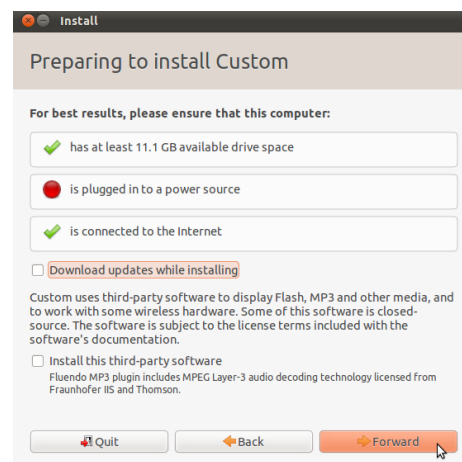 Install
Preparing to install Custom
For best results, please ensure that this computer:
has at least 11.1 GB available drive space
is plugged in to a power source
is connected to the Internet
Download updates while installing
Custom uses third-party software to display Flash, MP3 and other media, and
to work with some wireless hardware. Some of this software is closed-
source. The software is subject to the license terms included with the
software's documentation.
Install this third-party software
Fluendo MP3 plugin includes MPEG Layer-3 audio decoding technology licensed from
Fraunhofer IIS and Thomson.
Quit
Back
Forward